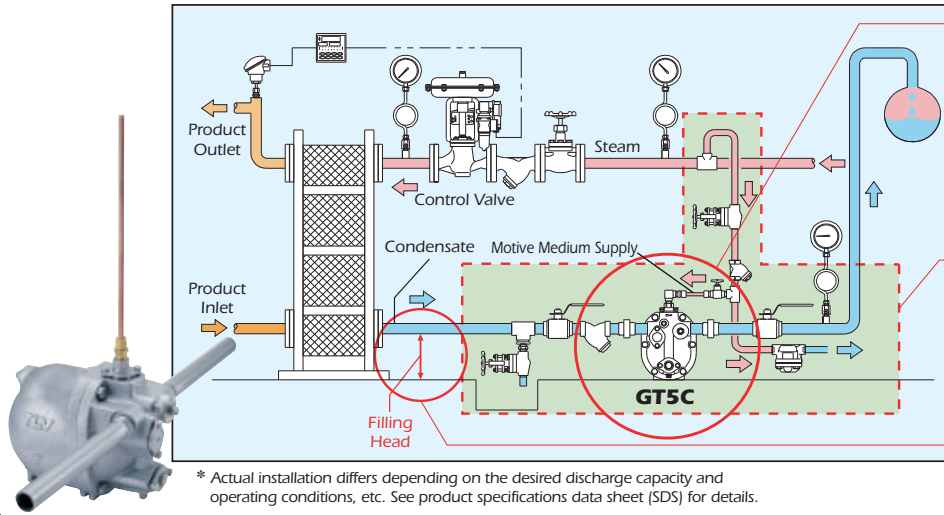 Product
Outlet
Steam
Control Valve
Condensate
Motive Medium Supply
Product
Inlet
GT5C
Filling
Head
TLV
* Actual installation differs depending on the desired discharge capacity and
operating conditions, etc. See product specifications data sheet (SDS) for details.